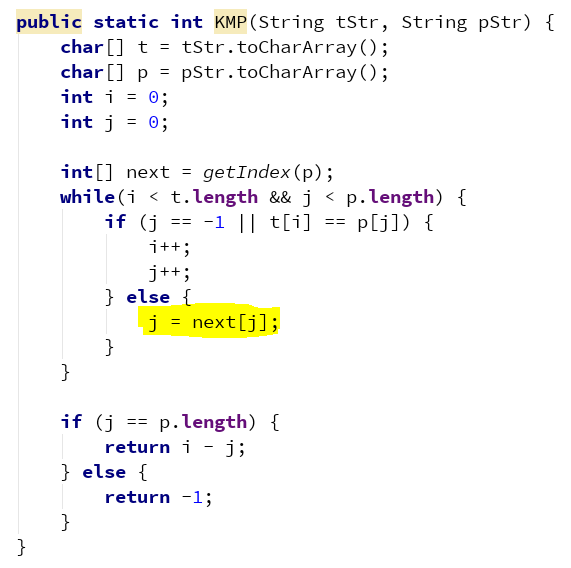 public static int KMP(String tStr, String pStr) {
    char[] t = tStr.toCharArray();
    char[] p = pStr.toCharArray();
    int i = 0;
    int j = 0;

    int[] next = getIndex(p);
    while(i < t.length && j < p.length) {
        if (j == -1 || t[i] == p[j]) {
            i++;
            j++;
        } else {
            j = next[j];
        }
    }

    if (j == p.length) {
        return i - j;
    } else {
        return -1;
    }
}